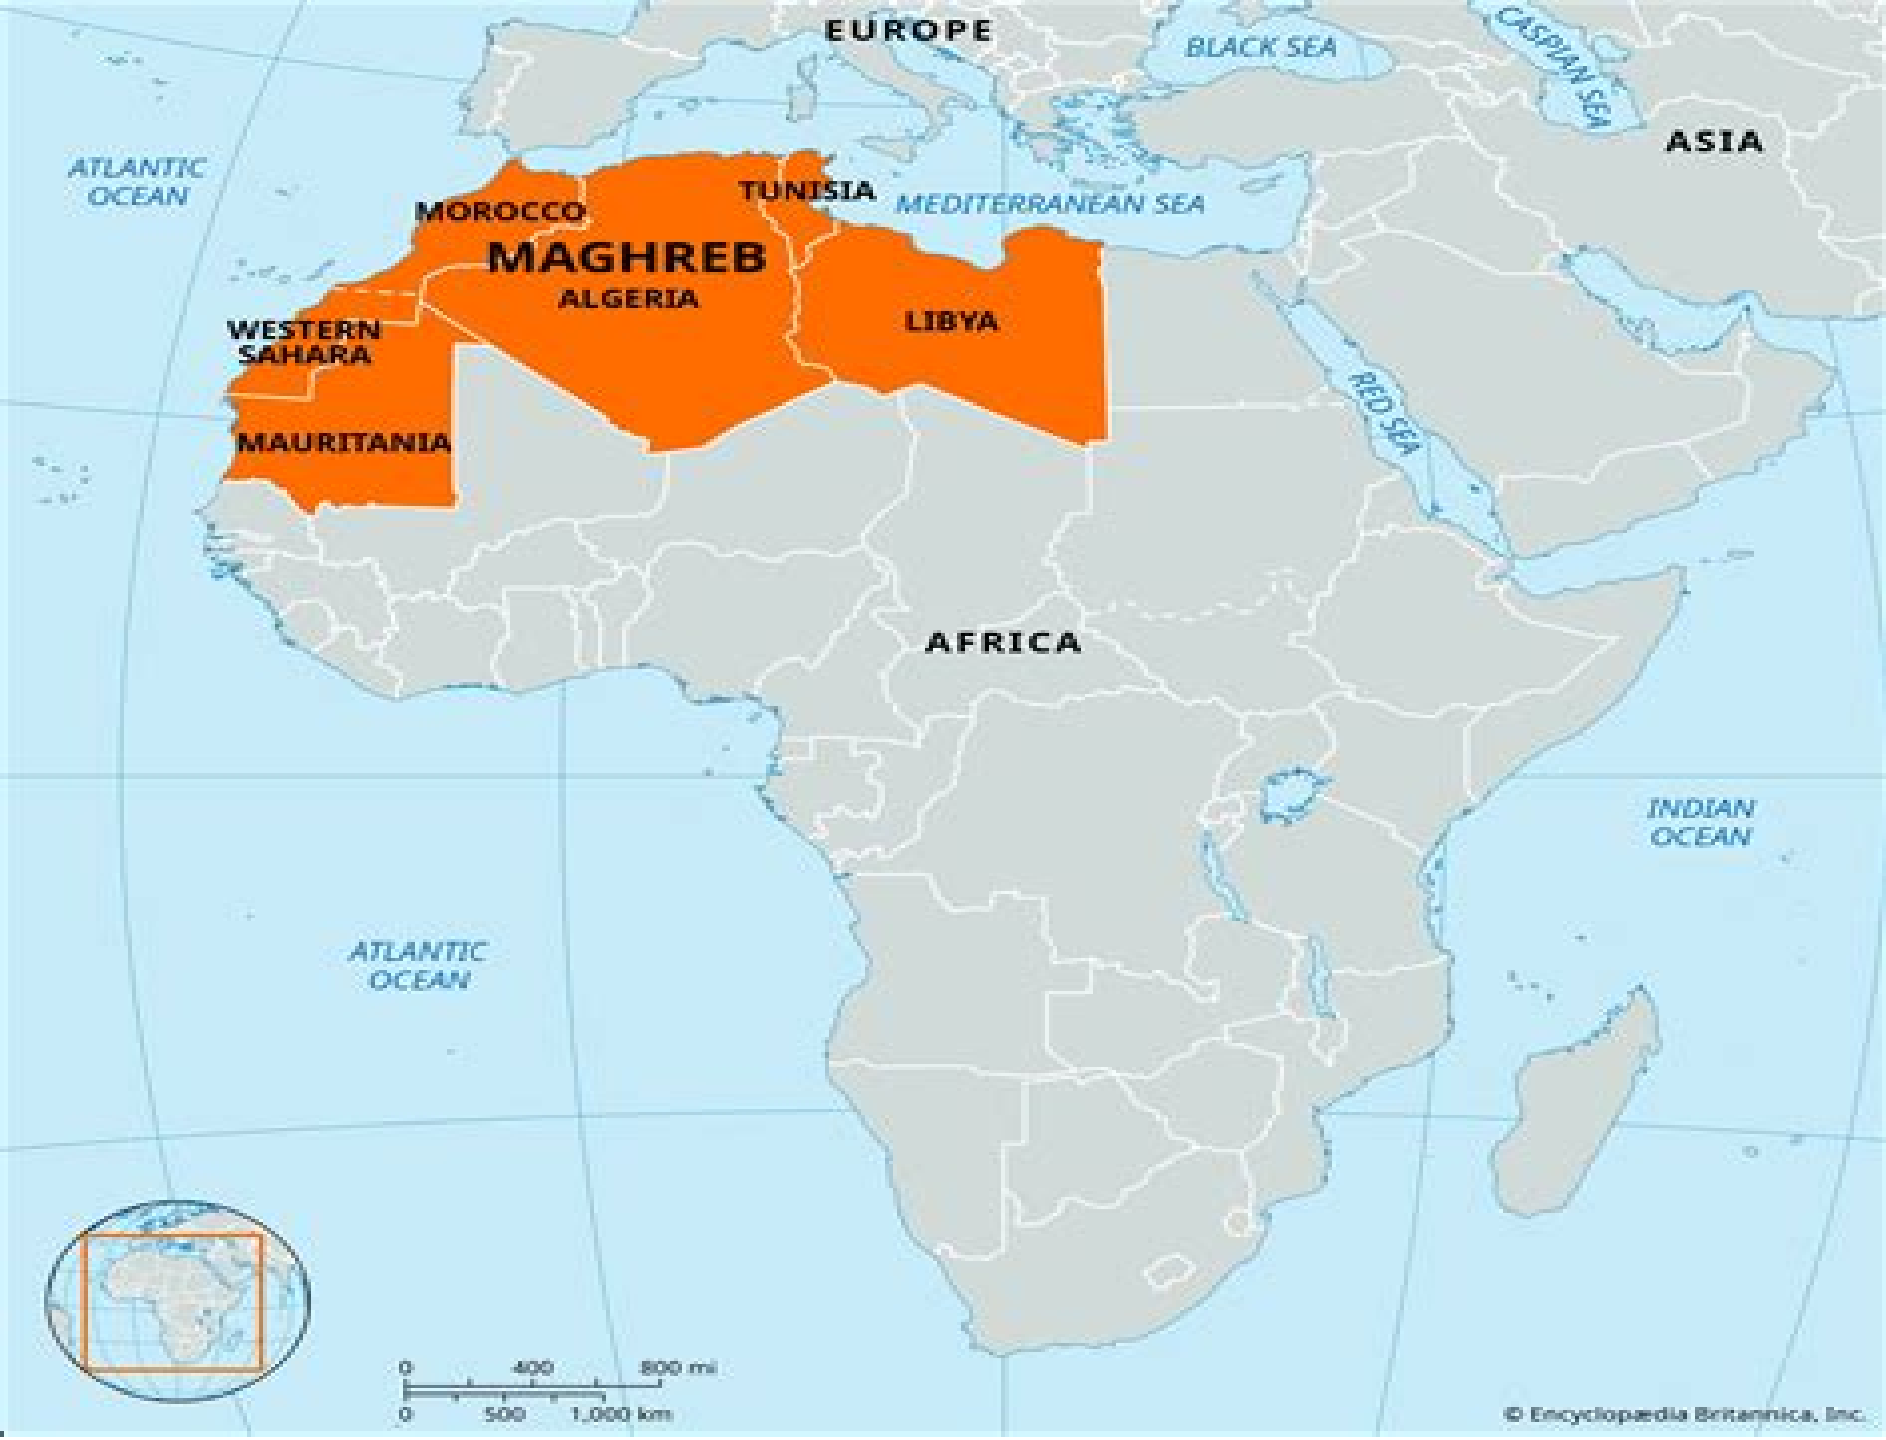 EUROPE
BLACK SEA
CASPIAN SEA
ASIA
ATLANTIC
OCEAN
TUNISIA
MEDITERRANEAN SEA
MOROCCO
MAGHREB
ALGERIA
LIBYA
WESTERN
SAHARA
RED SEA
MAURITANIA
AFRICA
INDIAN
OCEAN
ATLANTIC
OCEAN
0 400 800 mi
0 500 1,000 km
© Encyclopædia Britannica, Inc.